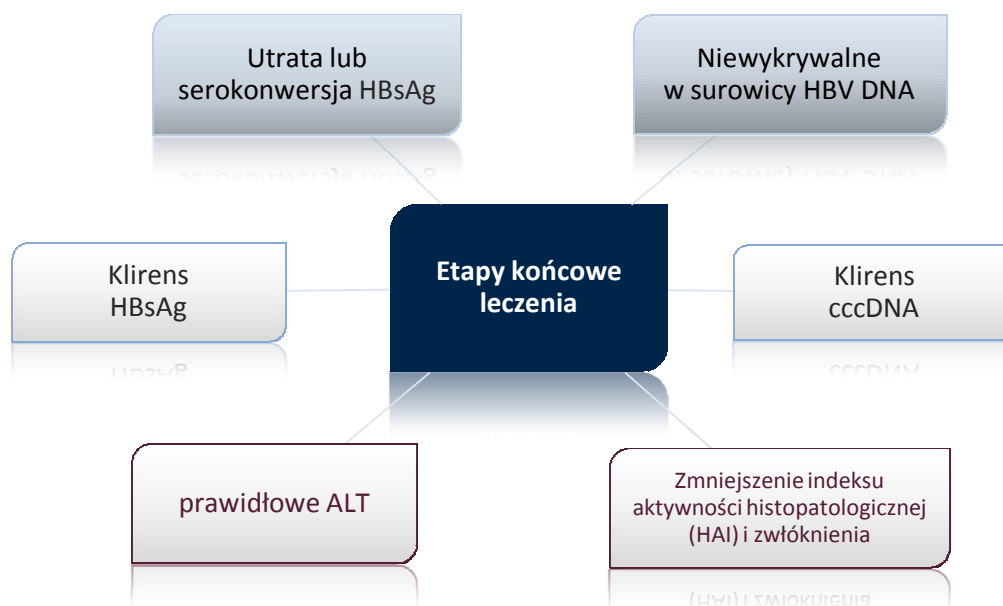 Utrata lub
serokonwersja HBsAg
Niewykrywalne
w surowicy HBV DNA
Klirens
HBsAg
Etapy końcowe
leczenia
Klirens
cccDNA
prawidłowe ALT
Zmniejszenie indeksu
aktywności histopatologicznej
(HAI) i zwłóknienia